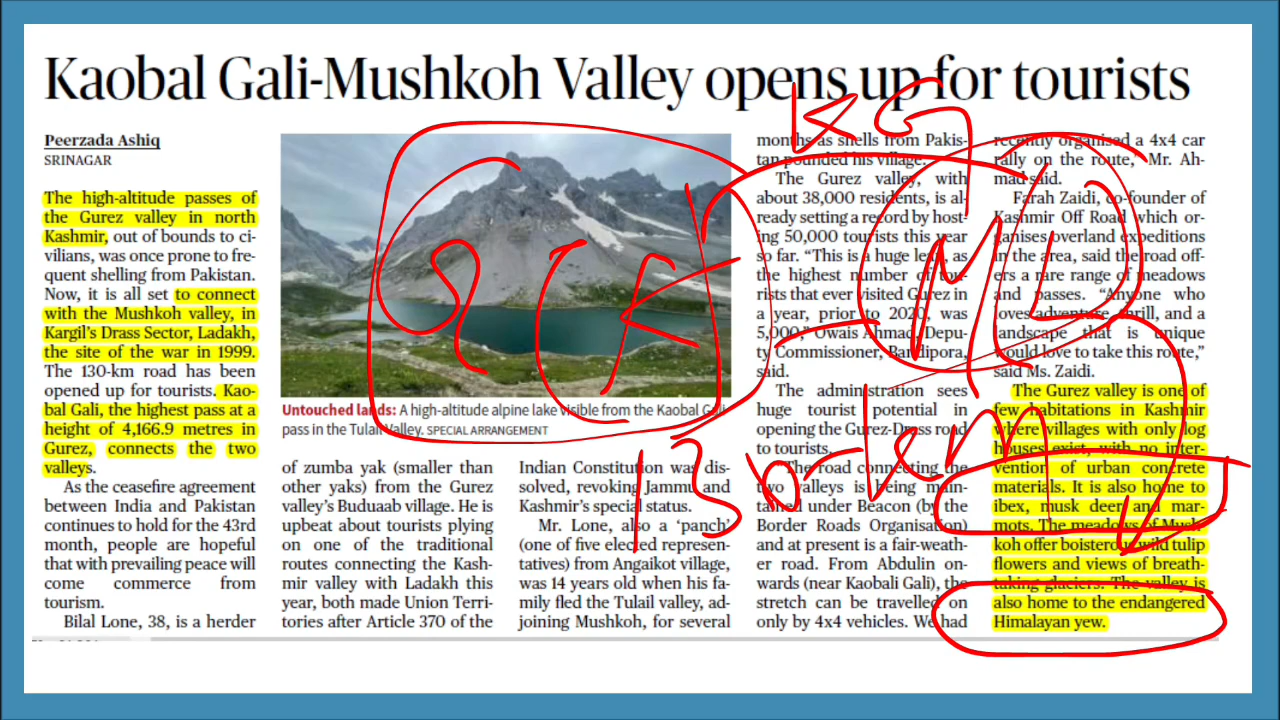 Kaobal Gali-Mushkoh Valley opens up for tourists
Peerzada Ashiq
SRINAGAR
The high-altitude passes of
the Gurez valley in north
Kashmir, out of bounds to ci-
vilians, was once prone to fre-
quent shelling from Pakistan.
Now, it is all set to connect
with the Mushkoh valley, in
Kargil's Drass Sector, Ladakh,
the site of the war in 1999.
The 130-km road has been
opened up for tourists. Kao-
bal Gali, the highest pass at a
height of 4,166.9 metres in
Gurez, connects the two
valleys.
As the ceasefire agreement
between India and Pakistan
continues to hold for the 43rd
month, people are hopeful
that with prevailing peace will
come commerce from
tourism.
Bilal Lone, 38, is a herder
Untouched lands: A high-altitude alpine lake visible from the Kaobal Gali
pass in the Tulail Valley. SPECIAL ARRANGEMENT
of zumba yak (smaller than
other yaks) from the Gurez
valley's Buduaab village. He is
upbeat about tourists plying
on one of the traditional
routes connecting the Kash-
mir valley with Ladakh this
year, both made Union Terri-
tories after Article 370 of the
Indian Constitution was dis-
solved, revoking Jammu and
Kashmir's special status.
Mr. Lone, also a 'panch'
(one of five elected represen-
tatives) from Angaikot village,
was 14 years old when his fa-
mily fled the Tulail valley, ad-
joining Mushkoh, for several
months as shells from Pakis-
tan pounded his village.
The Gurez valley, with
about 38,000 residents, is al-
ready setting a record by host-
ing 50,000 tourists this year
so far. "This is a huge leap, as
the highest number of tou-
rists that ever visited Gurez in
a year, prior to 2020, was
5,000," Owais Ahmad, Depu-
ty Commissioner, Bandipora,
said.
The administration sees
huge tourist potential in
opening the Gurez-Drass road
to tourists.
The road connecting the
two valleys is being main-
tained under Beacon (by the
Border Roads Organisation)
and at present is a fair-weath-
er road. From Abdulin on-
wards (near Kaobali Gali), the
stretch can be travelled on
only by 4x4 vehicles. We had
recently organised a 4x4 car
rally on the route," Mr. Ah-
mad said.
Farah Zaidi, co-founder of
Kashmir Off Road which or-
ganises overland expeditions
in the area, said the road off-
ers a rare range of meadows
and passes. "Anyone who
loves adventure, thrill, and a
landscape that is unique
would love to take this route,"
said Ms. Zaidi.
The Gurez valley is one of
few habitations in Kashmir
where villages with only log
houses exist, with no inter-
vention of urban concrete
materials. It is also home to
ibex, musk deer and mar-
mots. The meadows of Mush-
koh offer boisterous wild tulip
flowers and views of breath-
taking glaciers. The valley is
also home to the endangered
Himalayan yew.
KG